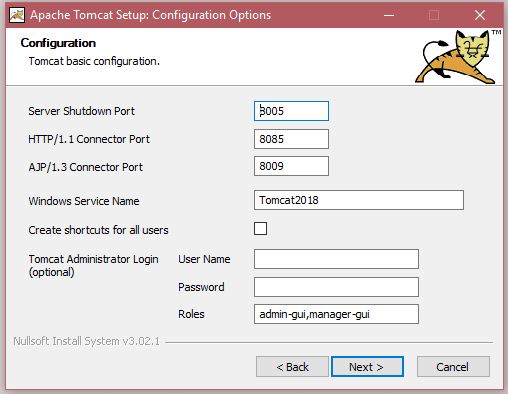 Apache Tomcat Setup: Configuration Options
Configuration
Tomcat basic configuration.
TM
Server Shutdown Port 8005
HTTP/1.1 Connector Port 8085
AJP/1.3 Connector Port 8009
Windows Service Name Tomcat2018
Create shortcuts for all users
Tomcat Administrator Login User Name
(optional)
Password
Roles admin-gui,manager-gui
Nullsoft Install System v3.02.1
< Back Next > Cancel